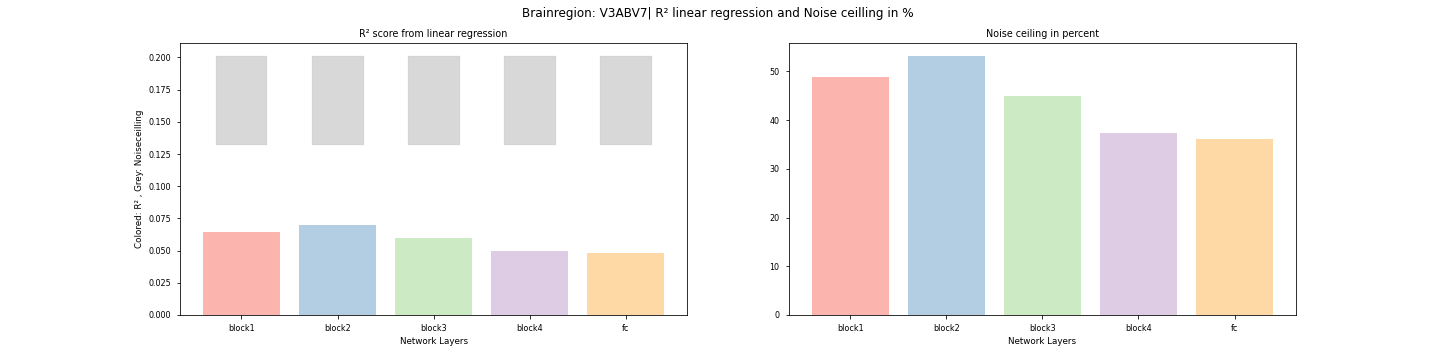 Brainregion: V3ABV7| R² linear regression and Noise ceilling in %
R² score from linear regression
Colored: R² , Grey: Noiseceilling
0.200
0.175
0.150
0.125
0.100
0.075
0.050
0.025
0.000
block1
block2
block3
block4
fc
Network Layers
Noise ceiling in percent
50
40
30
20
10
0
block1
block2
block3
block4
fc
Network Layers